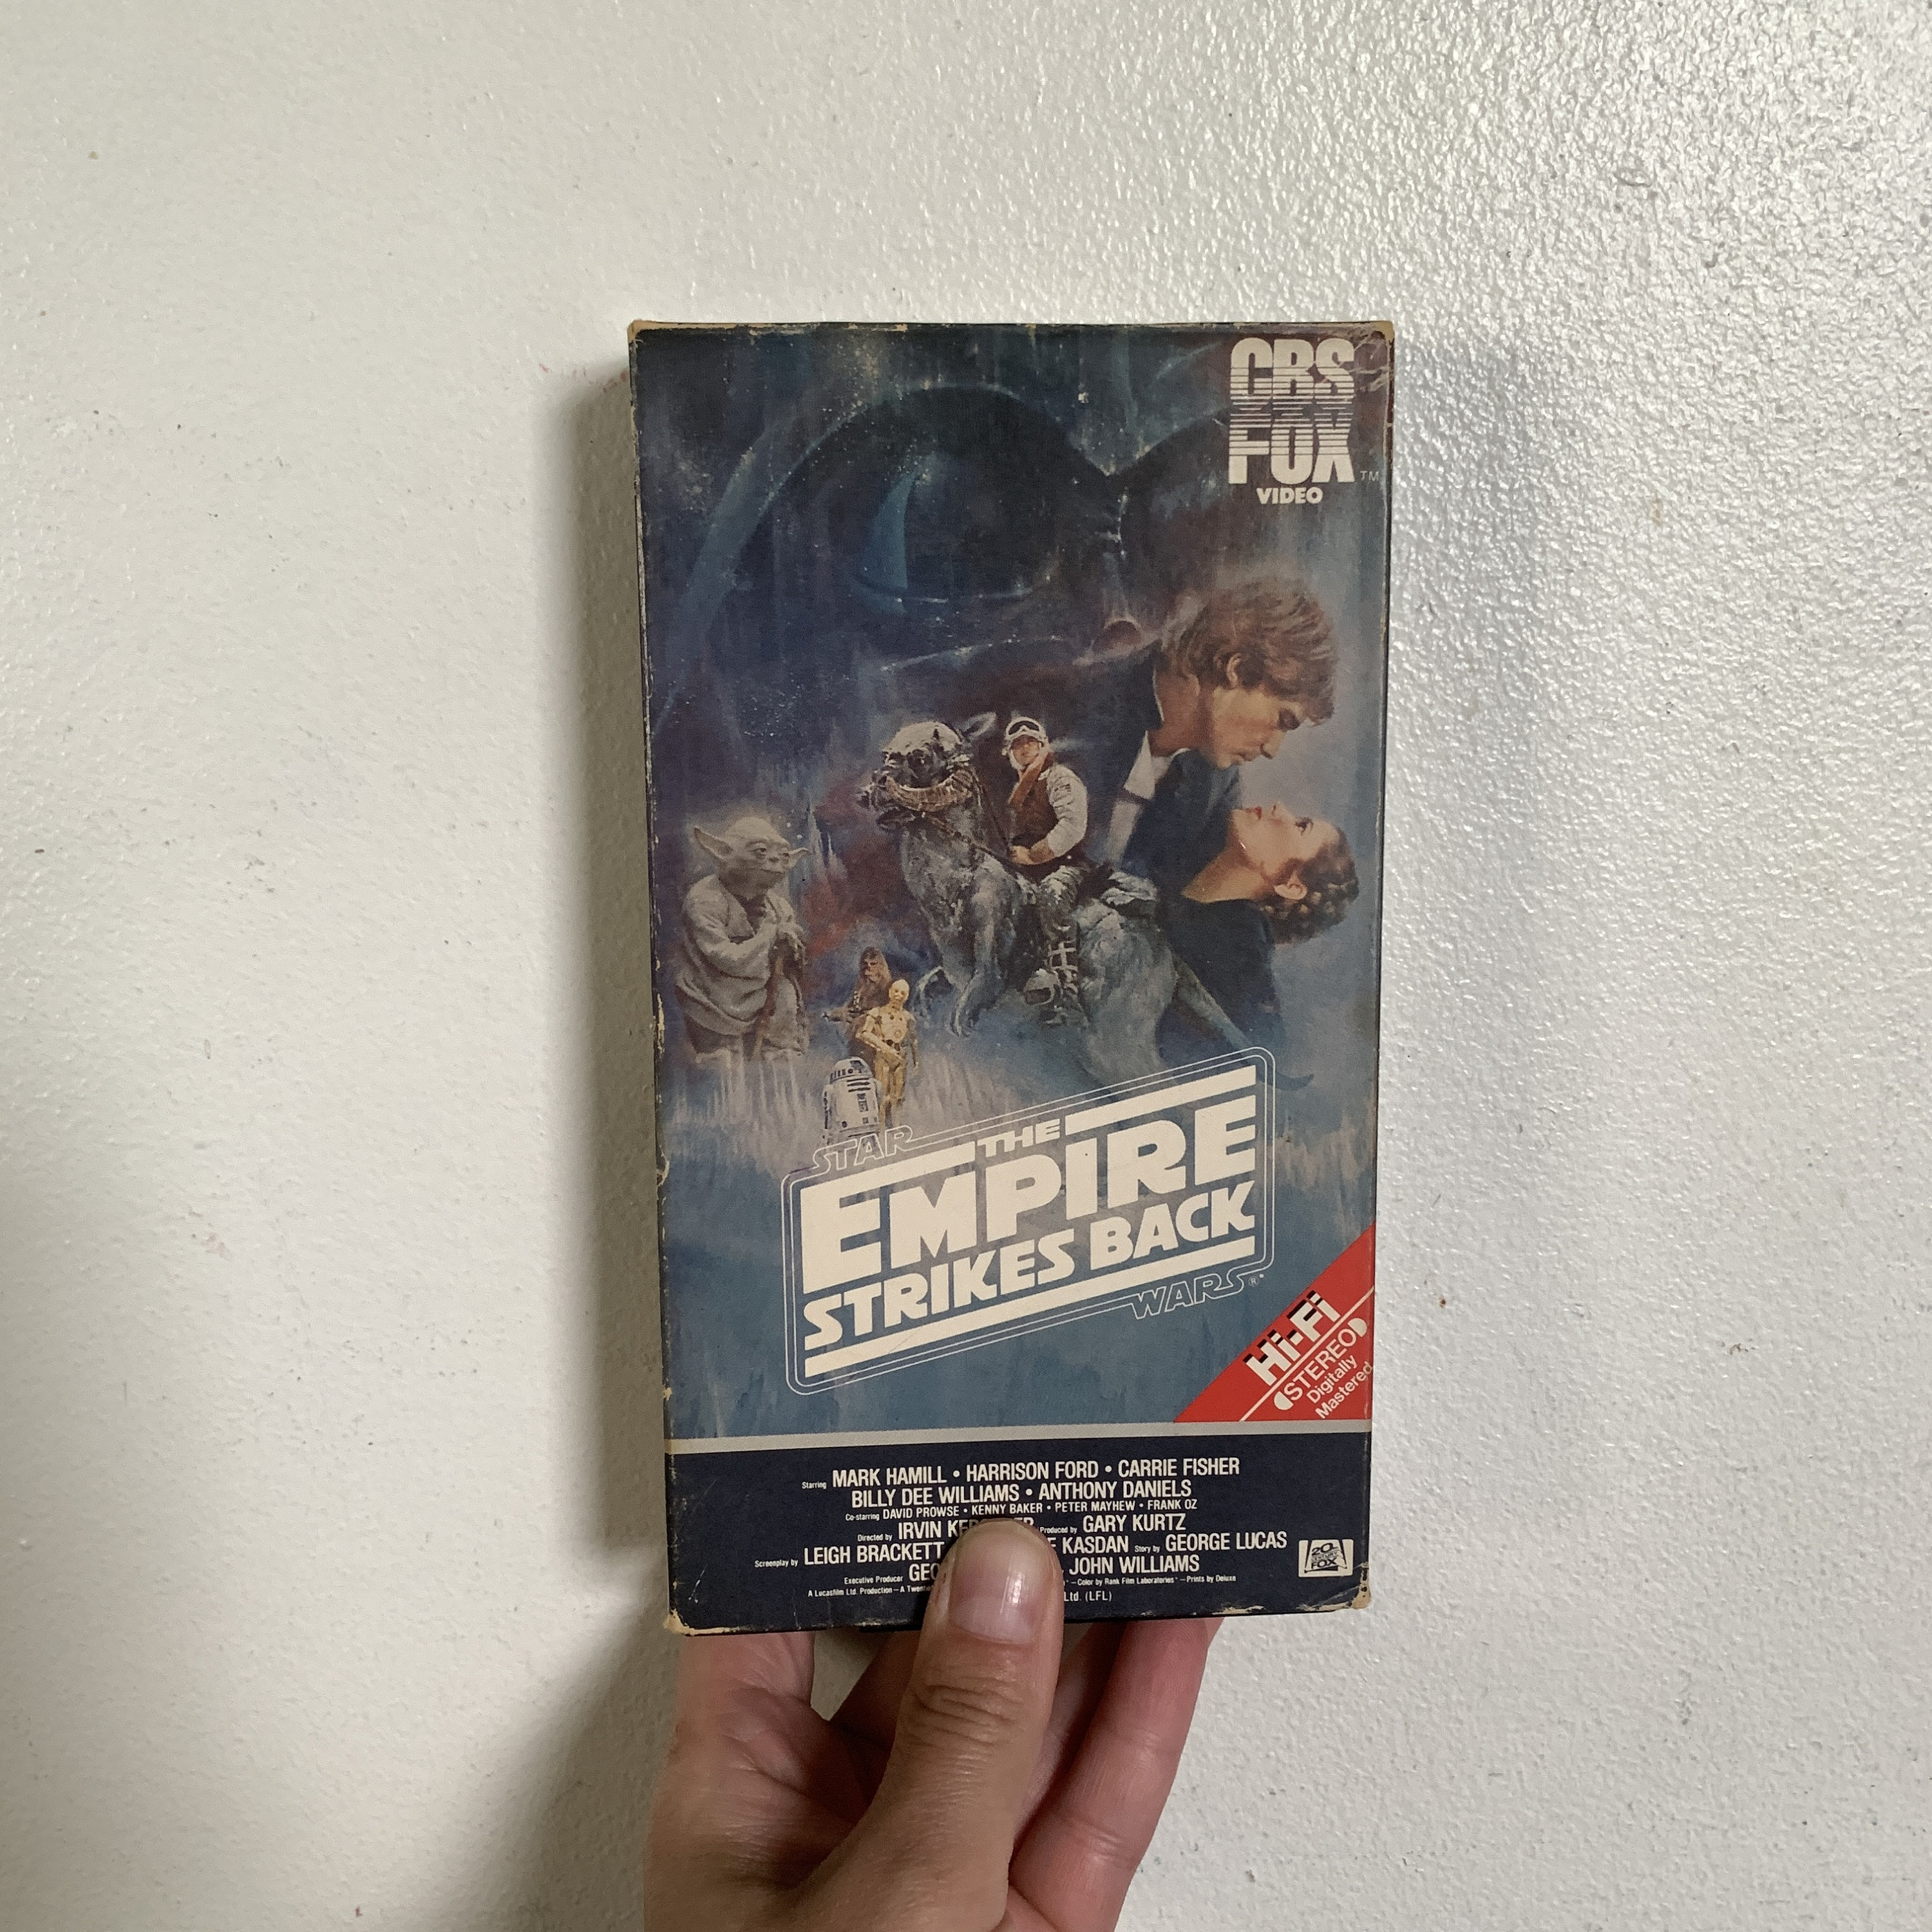 CBS
FOX
VIDEO
TM
STAR
THE
EMPIRE
STRIKES BACK
WARS®
Hi-Fi
STEREO
Digitally
Mastered
Starring MARK HAMILL • HARRISON FORD • CARRIE FISHER
BILLY DEE WILLIAMS • ANTHONY DANIELS
Co-starring DAVID PROWSE • KENNY BAKER • PETER MAYHEW • FRANK OZ
Directed by IRVIN Produced by GARY KURTZ
Screenplay by LEIGH BRACKETT KASDAN Story by GEORGE LUCAS
Executive Producer JOHN WILLIAMS
A Lucasfilm Ltd. Production—A —Color by Rank Film Laboratories—Prints by Deluxe
Ltd. (LFL)
20th
CENTURY
FOX